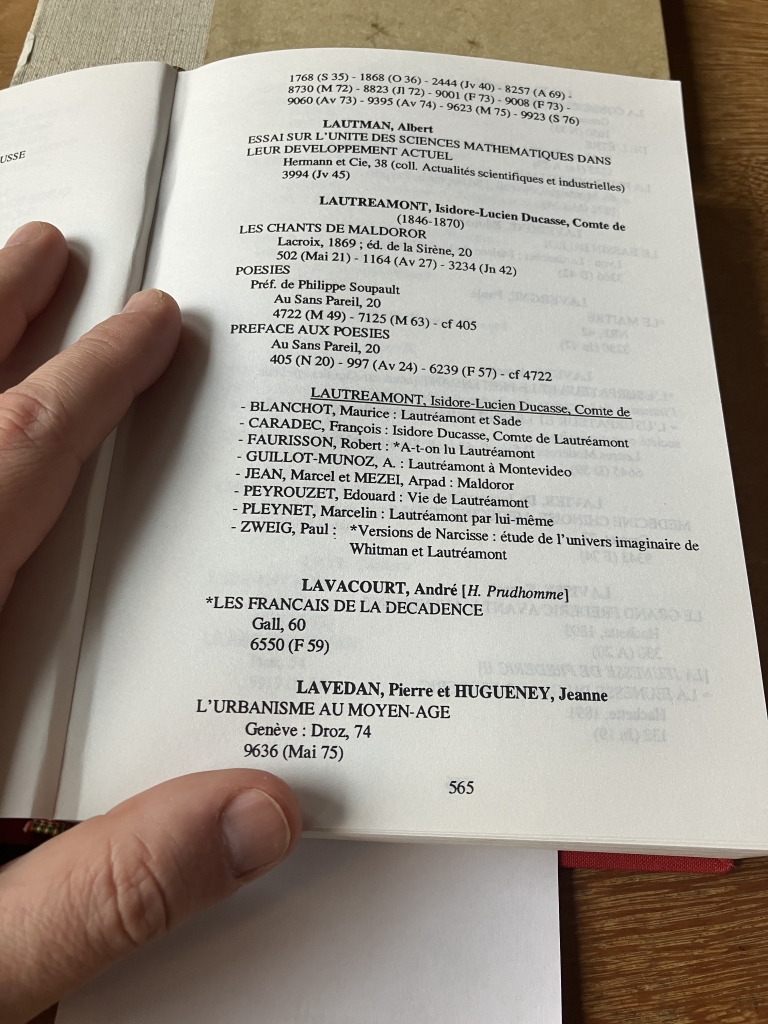 USSE
1768 (S 35) - 1868 (O 36) - 2444 (Jv 40) - 8257 (A 69) -
8730 (M 72) - 8823 (Jl 72) - 9001 (F 73) - 9008 (F 73) -
9060 (Av 73) - 9395 (Av 74) - 9623 (M 75) - 9923 (S 76)
LAUTMAN, Albert
ESSAI SUR L'UNITE DES SCIENCES MATHEMATIQUES DANS
LEUR DEVELOPPEMENT ACTUEL
Hermann et Cie, 38 (coll. Actualités scientifiques et industrielles)
3994 (Jv 45)
LAUTREAMONT, Isidore-Lucien Ducasse, Comte de
(1846-1870)
LES CHANTS DE MALDOROR
Lacroix, 1869 ; éd. de la Sirène, 20
502 (Mai 21) - 1164 (Av 27) - 3234 (Jn 42)
POESIES
Préf. de Philippe Soupault
Au Sans Pareil, 20
4722 (M 49) - 7125 (M 63) - cf 405
PREFACE AUX POESIES
Au Sans Pareil, 20
405 (N 20) - 997 (Av 24) - 6239 (F 57) - cf 4722
LAUTREAMONT, Isidore-Lucien Ducasse, Comte de
- BLANCHOT, Maurice : Lautréamont et Sade
- CARADEC, François : Isidore Ducasse, Comte de Lautréamont
- FAURISSON, Robert : *A-t-on lu Lautréamont
- GUILLOT-MUNOZ, A. : Lautréamont à Montevideo
- JEAN, Marcel et MEZEI, Arpad : Maldoror
- PEYROUZET, Edouard : Vie de Lautréamont
- PLEYNET, Marcelin : Lautréamont par lui-même
- ZWEIG, Paul : *Versions de Narcisse : étude de l'univers imaginaire de
Whitman et Lautréamont
LAVACOURT, André [H. Prudhomme]
*LES FRANCAIS DE LA DECADENCE
Gall, 60
6550 (F 59)
LAVEDAN, Pierre et HUGUENEY, Jeanne
L'URBANISME AU MOYEN-AGE
Genève : Droz, 74
9636 (Mai 75)
565